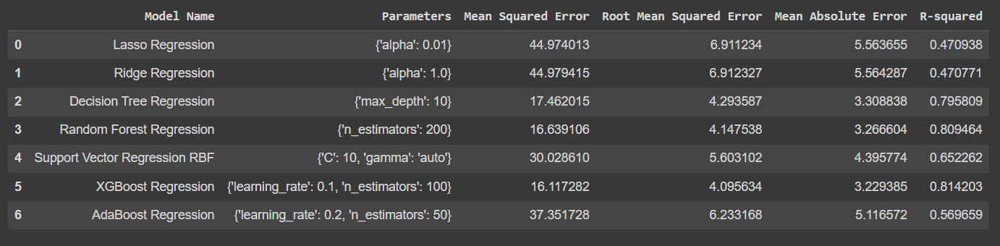 Model Name Parameters Mean Squared Error Root Mean Squared Error Mean Absolute Error R-squared
0 Lasso Regression {'alpha': 0.01} 44.974013 6.911234 5.563655 0.470938
1 Ridge Regression {'alpha': 1.0} 44.979415 6.912327 5.564287 0.470771
2 Decision Tree Regression {'max_depth': 10} 17.462015 4.293587 3.308838 0.795809
3 Random Forest Regression {'n_estimators': 200} 16.639106 4.147538 3.266604 0.809464
4 Support Vector Regression RBF {'C': 10, 'gamma': 'auto'} 30.028610 5.603102 4.395774 0.652262
5 XGBoost Regression {'learning_rate': 0.1, 'n_estimators': 100} 16.117282 4.095634 3.229385 0.814203
6 AdaBoost Regression {'learning_rate': 0.2, 'n_estimators': 50} 37.351728 6.233168 5.116572 0.569659